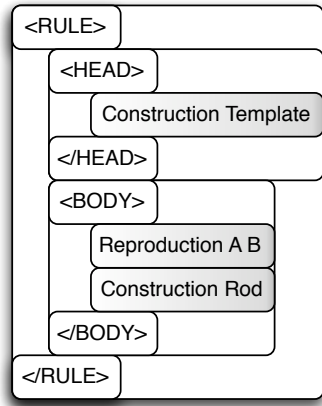 <RULE>
<HEAD>
Construction Template
</HEAD>
<BODY>
Reproduction A B
Construction Rod
</BODY>
</RULE>